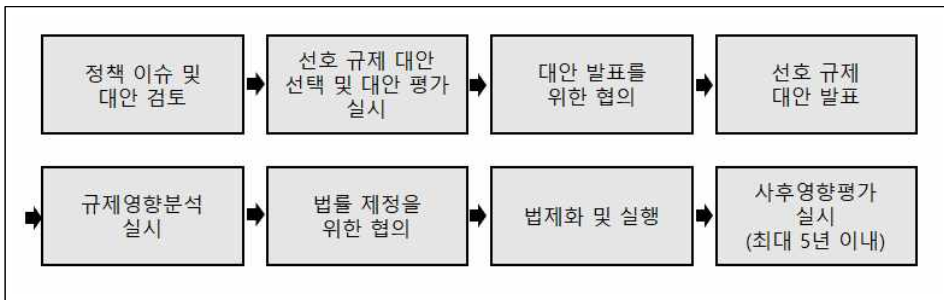 정책 이슈 및
대안 검토
선호 규제 대안
선택 및 대안 평가
실시
대안 발표를
위한 협의
선호 규제
대안 발표
규제영향분석
실시
법률 제정을
위한 협의
법제화 및 실행
사후영향평가
실시
(최대 5년 이내)